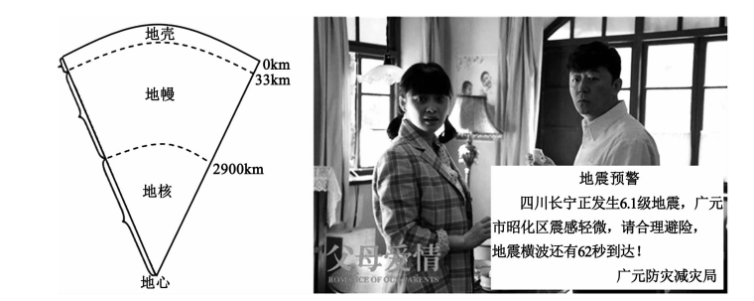 地壳
0km
33km
地幔
2900km
地核
地心
地震预警
四川长宁正发生6.1级地震，广元
市昭化区震感轻微，请合理避险，
地震横波还有62秒到达！
广元防灾减灾局
父母爱情
ROMANCE OF OUR PARENTS